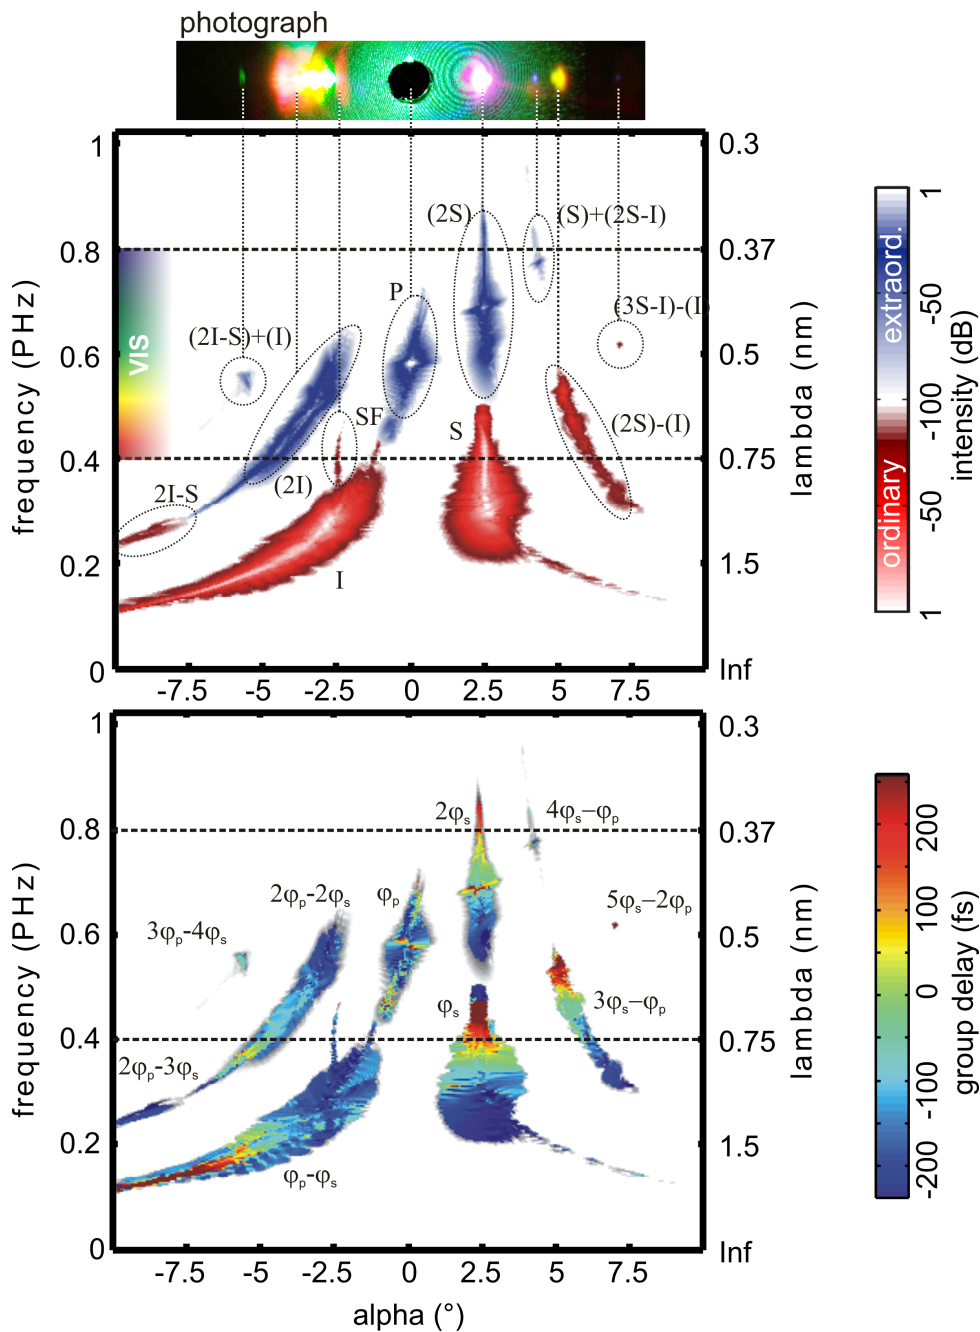 photograph
1
0.3
(2S)
(S)+(2S-I)
0.8
0.37
P
(3S-I)-(I)
(2I-S)+(I)
VIS
0.6
0.5
SF
S
(2S)-(I)
0.4
0.75
(2I)
2I-S
0.2
I
1.5
0
Inf
-7.5 -5 -2.5 0 2.5 5 7.5
frequency (PHz)
lambda (nm)
1
-50
-100
-50
1
extraord.
ordinary
intensity (dB)
1
0.3
2φs
4φs−φp
0.8
0.37
2φp-2φs
φp
5φs−2φp
3φp-4φs
0.6
0.5
φs
3φs−φp
0.4
0.75
2φp-3φs
0.2
1.5
φp-φs
0
Inf
-7.5 -5 -2.5 0 2.5 5 7.5
alpha (°)
frequency (PHz)
lambda (nm)
200
100
0
-100
-200
group delay (fs)